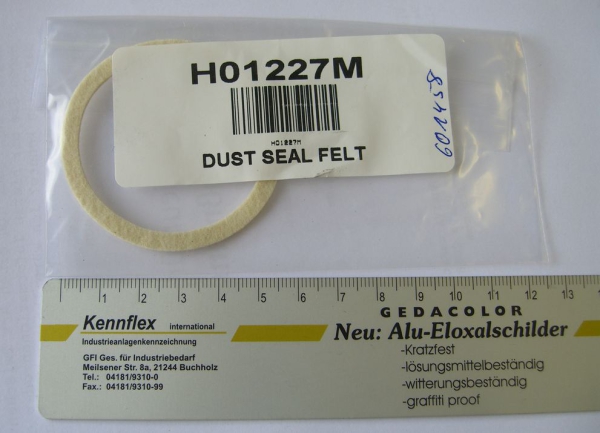 H01227M
H01227M
DUST SEAL FELT
601458
1 2 3 4 5 6 7 8 9 10 11 12 13
GEDACOLOR
Kennflex international
Industrieanlagenkennzeichnung
GFI Ges. für Industriebedarf
Meilsener Str. 8a, 21244 Buchholz
Tel.: 04181/9310-0
Fax.: 04181/9310-99
Neu: Alu-Eloxalschilder
-Kratzfest
-lösungsmittelbeständig
-witterungsbeständig
-graffiti proof